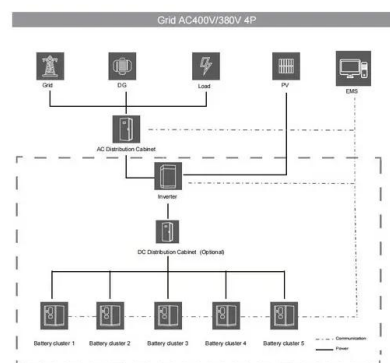 Grid AC400V/380V 4P
Grid DG Load PV EMS
AC Distribution Cabinet
Inverter
DC Distribution Cabinet (Optional)
Battery cluster 1 Battery cluster 2 Battery cluster 3 Battery cluster 4 Battery cluster 5
Communication
Power